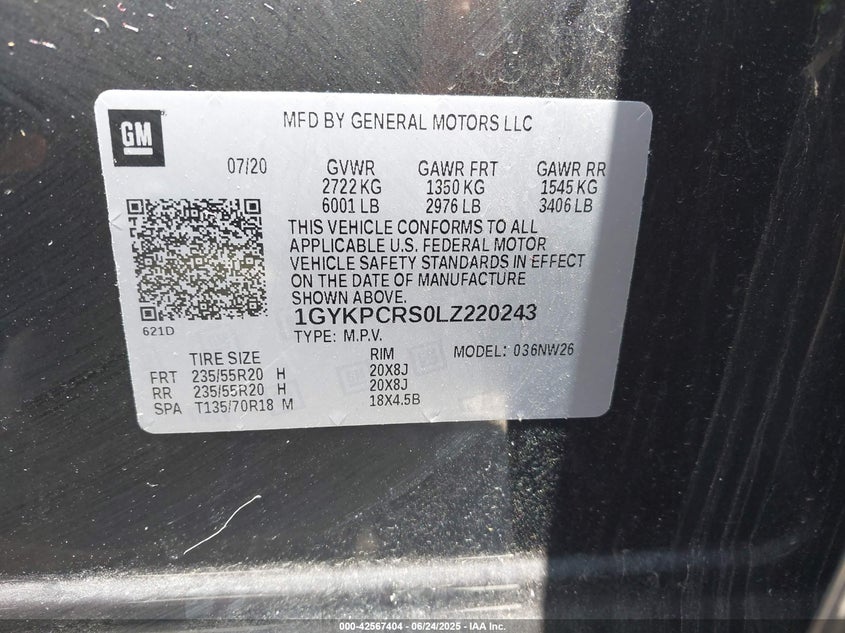 GM
MFD BY GENERAL MOTORS LLC
07/20 GVWR GAWR FRT GAWR RR
2722 KG 1350 KG 1545 KG
6001 LB 2976 LB 3406 LB
THIS VEHICLE CONFORMS TO ALL
APPLICABLE U.S. FEDERAL MOTOR
VEHICLE SAFETY STANDARDS IN EFFECT
ON THE DATE OF MANUFACTURE
SHOWN ABOVE.
1GYKPCRS0LZ220243
621D
TYPE: M.P.V.
TIRE SIZE RIM MODEL: 036NW26
FRT 235/55R20 H 20X8J
RR 235/55R20 H 20X8J
SPA T135/70R18 M 18X4.5B
000-42567404 - 06/24/2025 - IAA Inc.